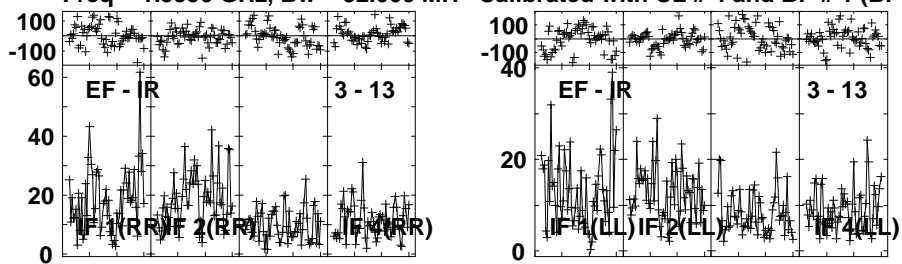 Calibrated with CL # 4 and BP # 1 (BP
100
-100
60
40
20
0
EF - IR
3 - 13
IF 1(RR)
IF 2(RR)
IF 4(RR)
100
-100
40
20
0
EF - IR
3 - 13
IF 1(LL)
IF 2(LL)
IF 4(LL)